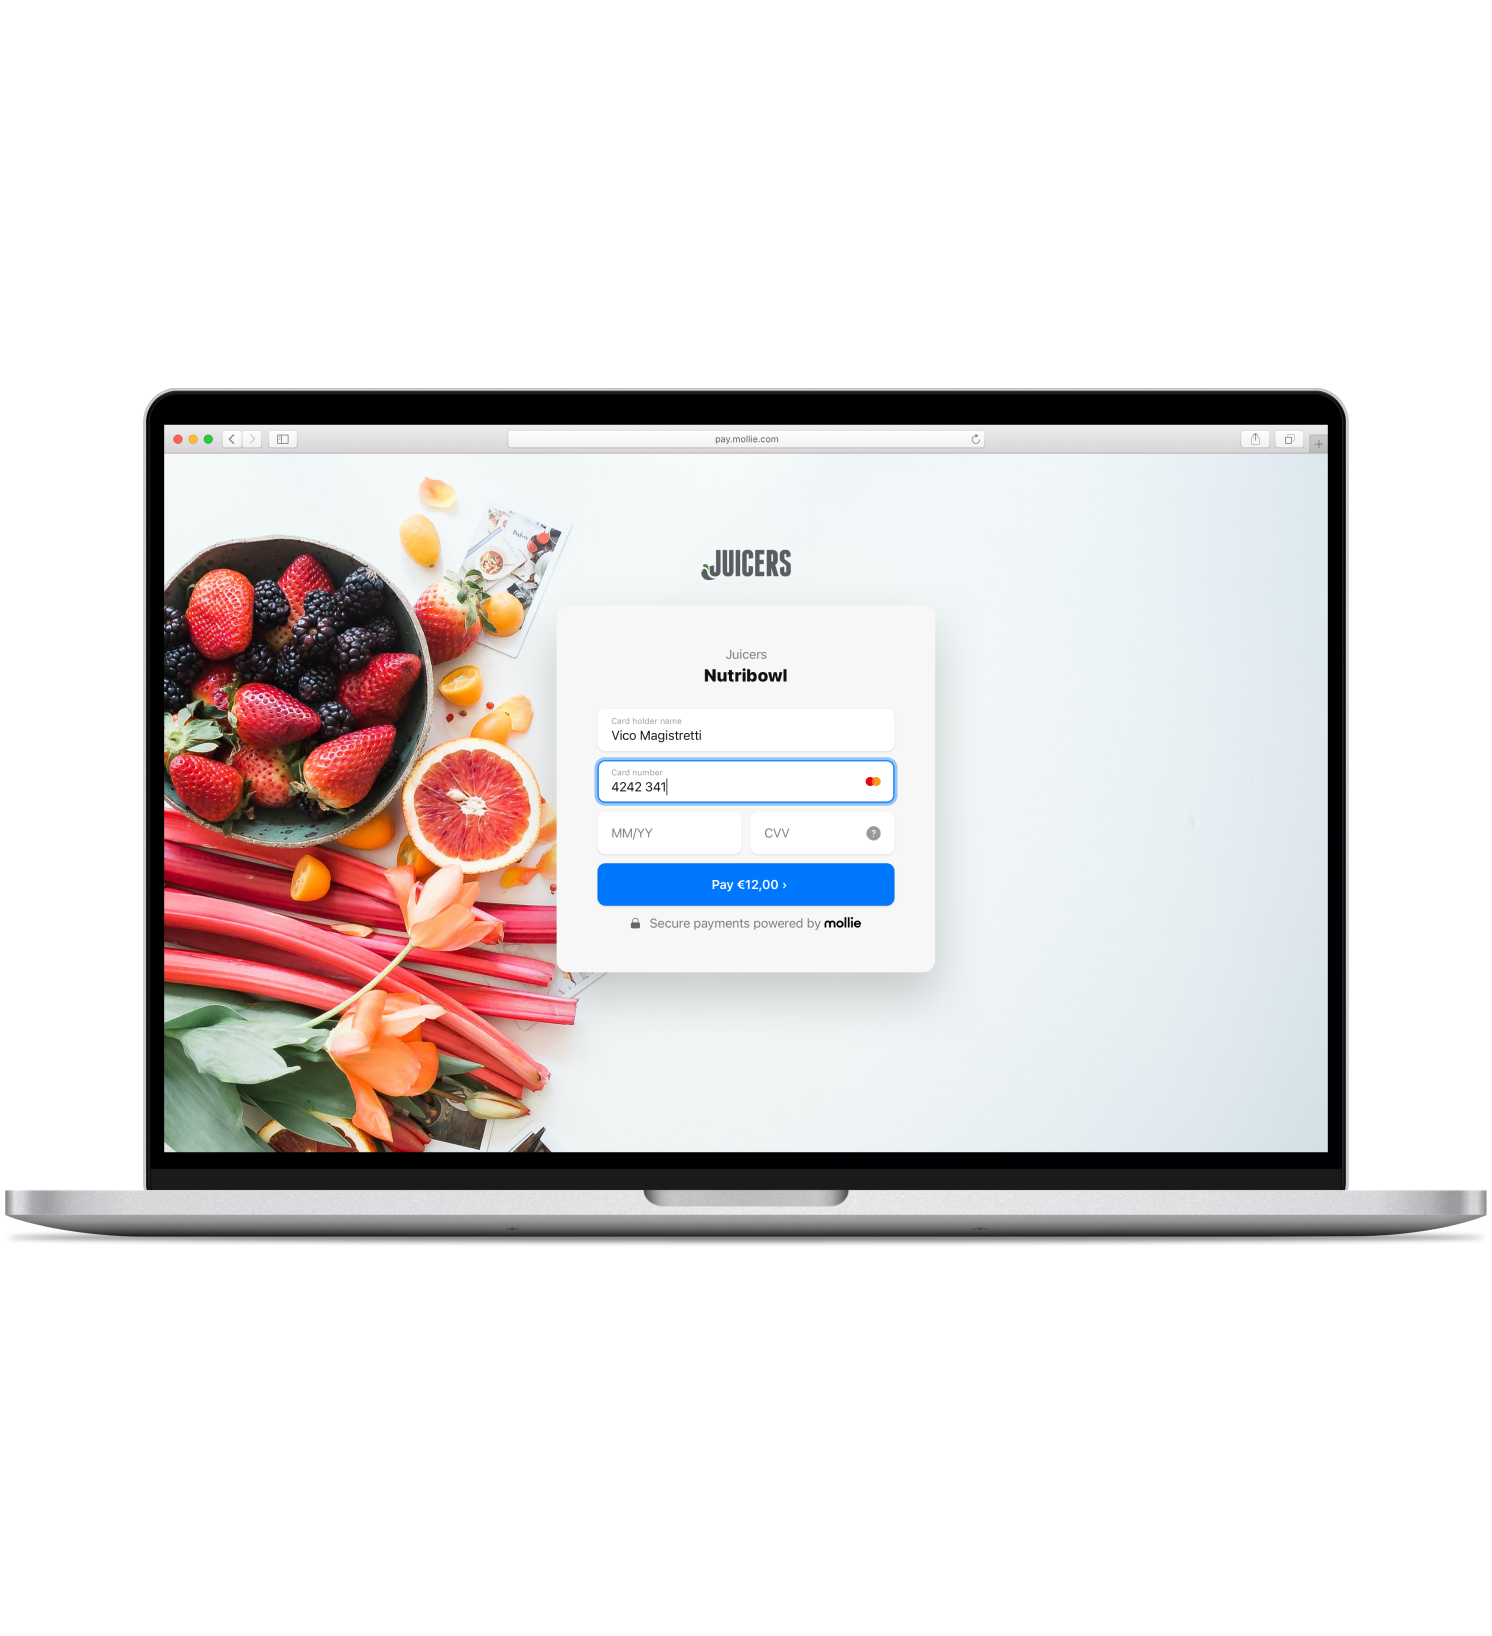 pay.mollie.com
JUICERS
Juicers
Nutribowl
Card holder name
Vico Magistretti
Card number
4242 341
MM/YY
CVV ?
Pay €12,00 ›
Secure payments powered by mollie